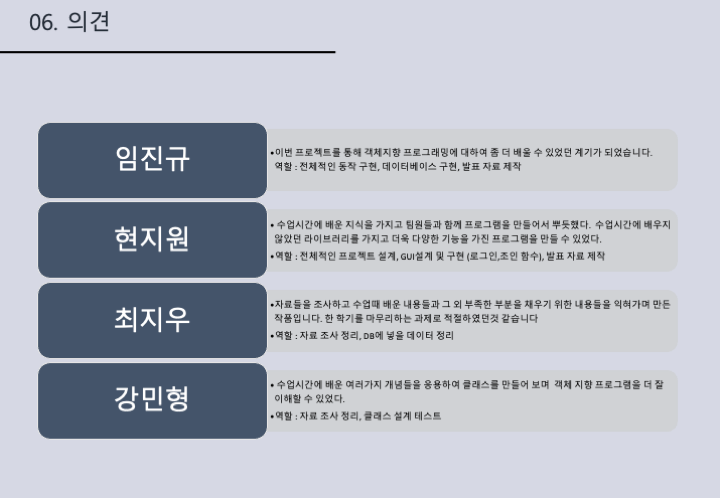 06. 의견
임진규
•이번 프로젝트를 통해 객체지향 프로그래밍에 대하여 좀 더 배울 수 있었던 계기가 되었습니다.
역할 : 전체적인 동작 구현, 데이터베이스 구현, 발표 자료 제작
현지원
• 수업시간에 배운 지식을 가지고 팀원들과 함께 프로그램을 만들어서 뿌듯했다. 수업시간에 배우지
않았던 라이브러리를 가지고 더욱 다양한 기능을 가진 프로그램을 만들 수 있었다.
•역할 : 전체적인 프로젝트 설계, GUI설계 및 구현 (로그인,조인 함수), 발표 자료 제작
최지우
•자료들을 조사하고 수업때 배운 내용들과 그 외 부족한 부분을 채우기 위한 내용들을 익혀가며 만든
작품입니다. 한 학기를 마무리하는 과제로 적절하였던것 같습니다
•역할 : 자료 조사 정리, DB에 넣을 데이터 정리
강민형
• 수업시간에 배운 여러가지 개념들을 응용하여 클래스를 만들어 보며 객체 지향 프로그램을 더 잘
이해할 수 있었다.
•역할 : 자료 조사 정리, 클래스 설계 테스트